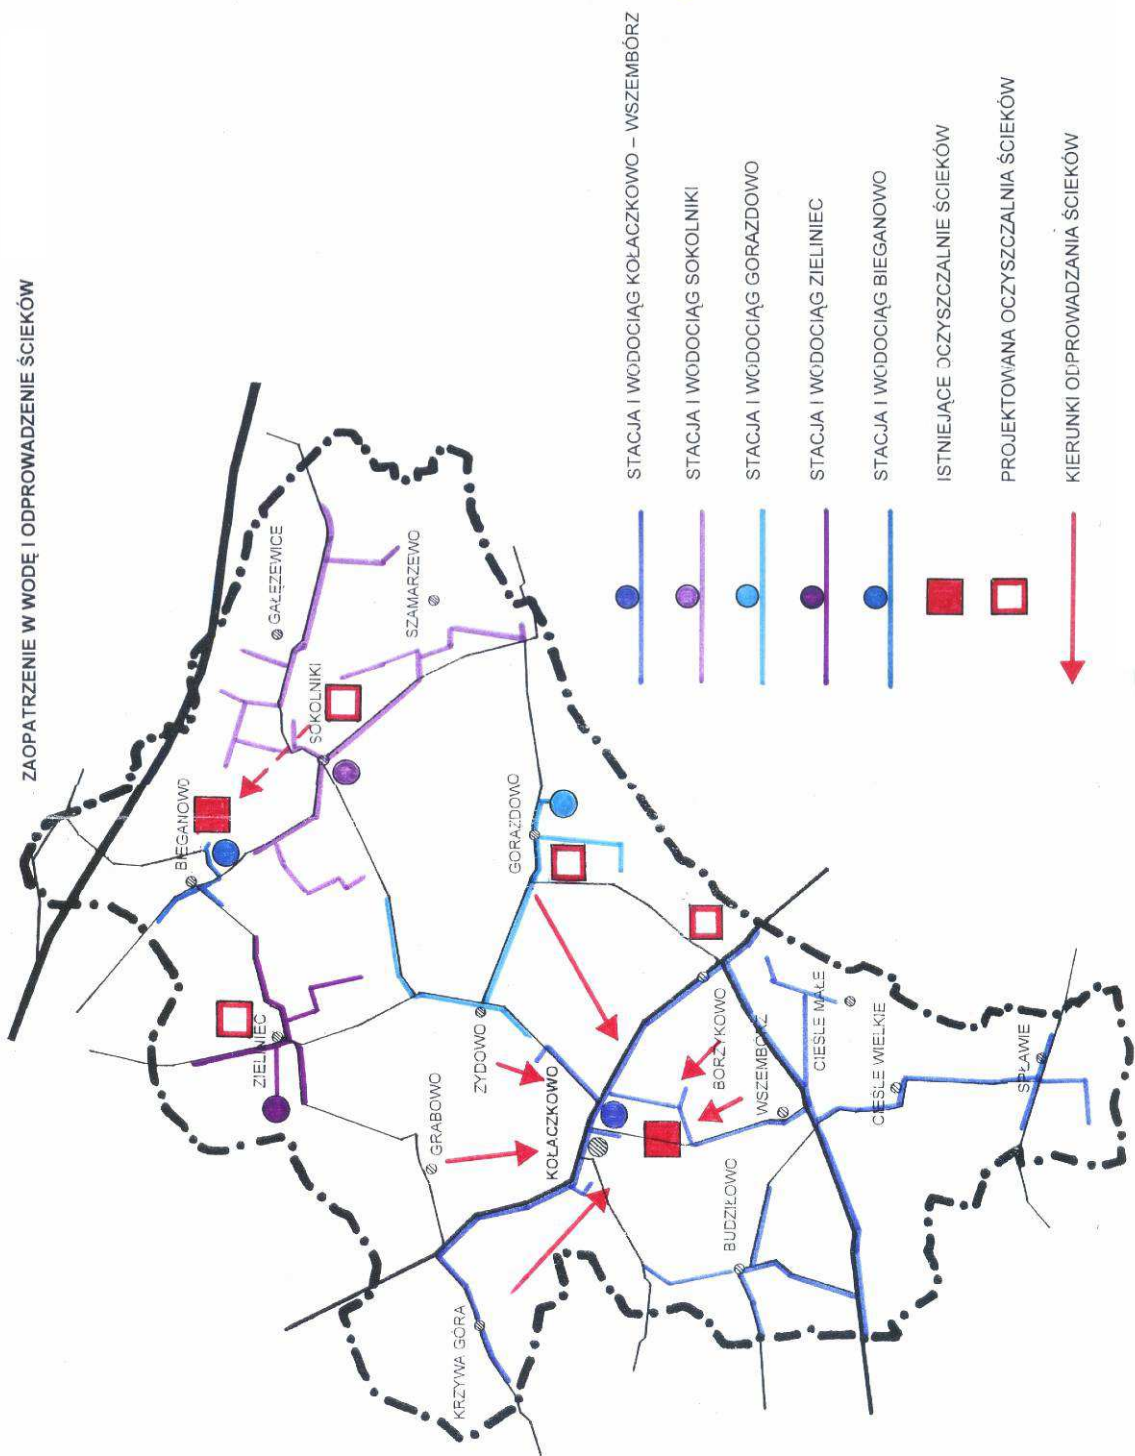 ZAOPATRZENIE W WODĘ I ODPROWADZENIE ŚCIEKÓW
BIEGANOWO
ZIELINIEC
GRABOWO
KRZYWA GÓRA
SOKOLNIKI
GAŁĘZEWICE
SZAMARZEWO
GORAZDOWO
ŻYDOWO
KOŁACZKOWO
BORZYKOWO
WSZEMBÓRZ
BUDZIŁOWO
CIEŚLE MAŁE
CIEŚLE WIELKIE
SPŁAWIE
STACJA I WODOCIĄG KOŁACZKOWO – WSZEMBÓRZ
STACJA I WODOCIĄG SOKOLNIKI
STACJA I WODOCIĄG GORAZDOWO
STACJA I WODOCIĄG ZIELINIEC
STACJA I WODOCIĄG BIEGANOWO
ISTNIEJĄCE OCZYSZCZALNIE ŚCIEKÓW
PROJEKTOWANA OCZYSZCZALNIA ŚCIEKÓW
KIERUNKI ODPROWADZANIA ŚCIEKÓW